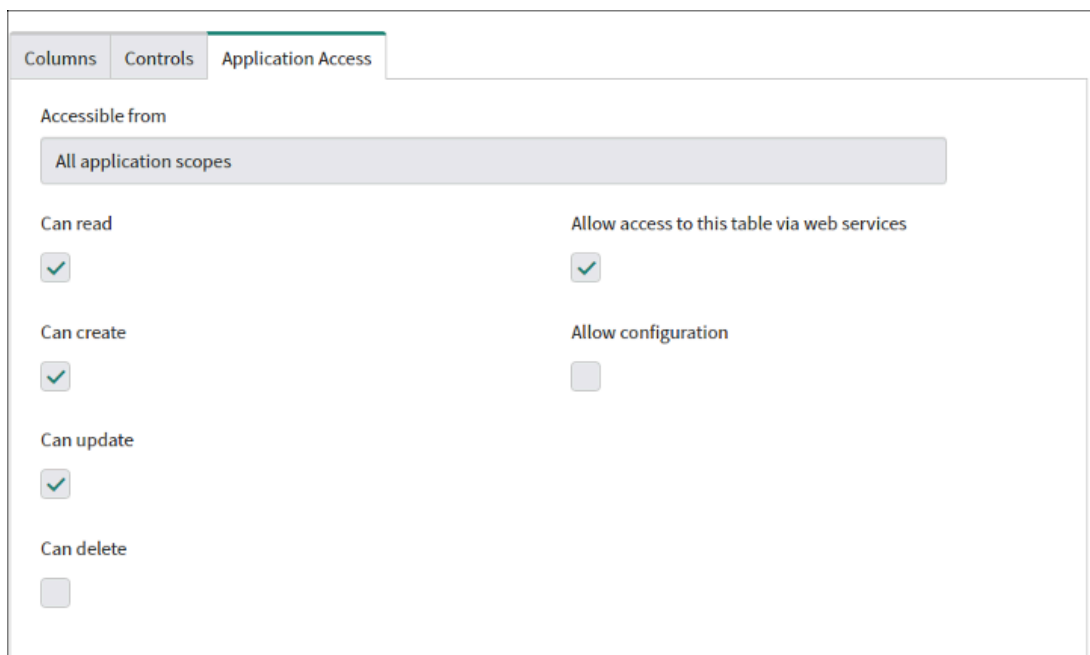 Columns
Controls
Application Access
Accessible from
All application scopes
Can read
Allow access to this table via web services
Can create
Allow configuration
Can update
Can delete